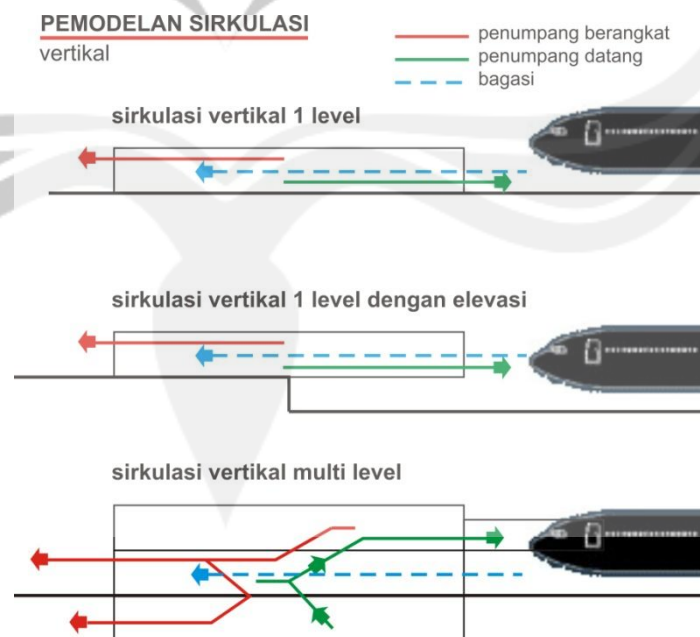 PEMODELAN SIRKULASI
vertikal
penumpang berangkat
penumpang datang
bagasi
sirkulasi vertikal 1 level
sirkulasi vertikal 1 level dengan elevasi
sirkulasi vertikal multi level